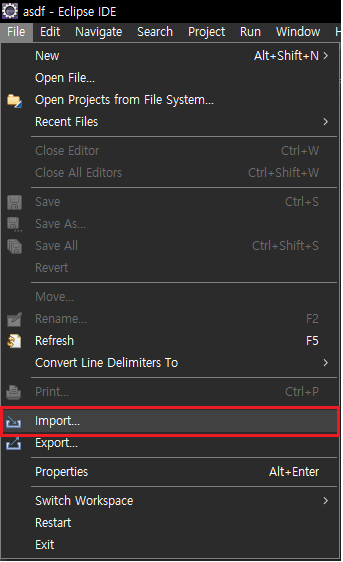 asdf - Eclipse IDE
File Edit Navigate Search Project Run Window H
New Alt+Shift+N >
Open File...
Open Projects from File System...
Recent Files >
Close Editor Ctrl+W
Close All Editors Ctrl+Shift+W
Save Ctrl+S
Save As...
Save All Ctrl+Shift+S
Revert
Move...
Rename... F2
Refresh F5
Convert Line Delimiters To >
Print... Ctrl+P
Import...
Export...
Properties Alt+Enter
Switch Workspace >
Restart
Exit